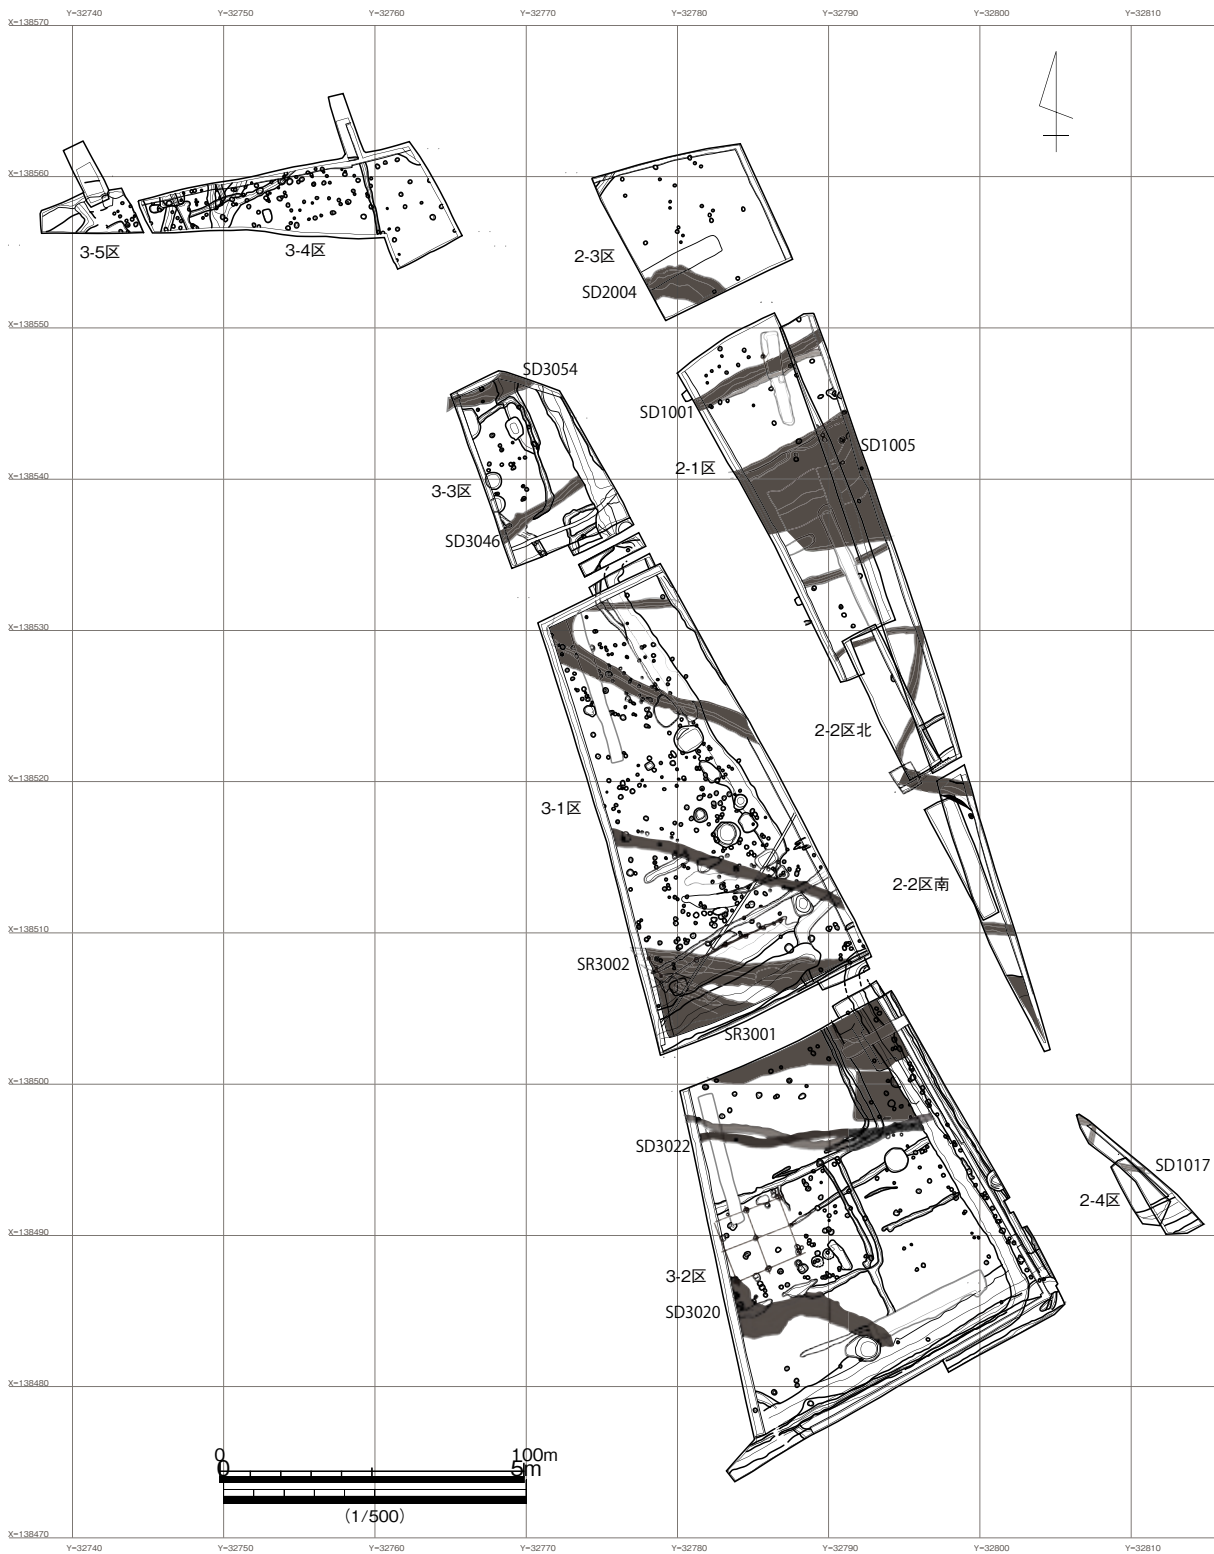 Y=32740
Y=32750
Y=32760
Y=32770
Y=32780
Y=32790
Y=32800
Y=32810
X=138570
X=138560
3-5区
3-4区
2-3区
SD2004
X=138550
SD3054
SD1001
SD1005
2-1区
X=138540
3-3区
SD3046
X=138530
2-2区北
X=138520
3-1区
2-2区南
X=138510
SR3002
SR3001
X=138500
SD3022
SD1017
2-4区
X=138490
3-2区
SD3020
X=138480
0
100m
0
5m
(1/500)
X=138470
Y=32740
Y=32750
Y=32760
Y=32770
Y=32780
Y=32790
Y=32800
Y=32810